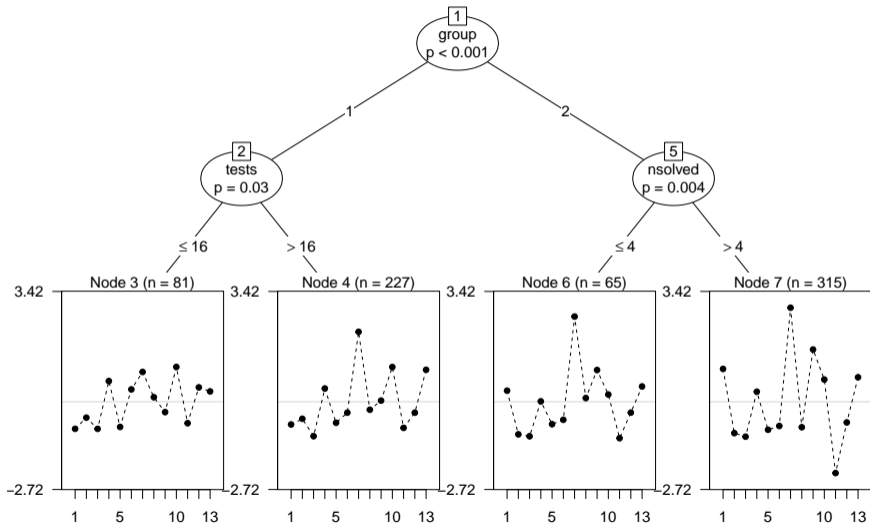 1
group
p < 0.001
1
2
2
tests
p = 0.03
5
nsolved
p = 0.004
≤ 16
> 16
≤ 4
> 4
Node 3 (n = 81)
Node 4 (n = 227)
Node 6 (n = 65)
Node 7 (n = 315)
3.42
3.42
3.42
3.42
−2.72
−2.72
−2.72
−2.72
1 5 10 13
1 5 10 13
1 5 10 13
1 5 10 13